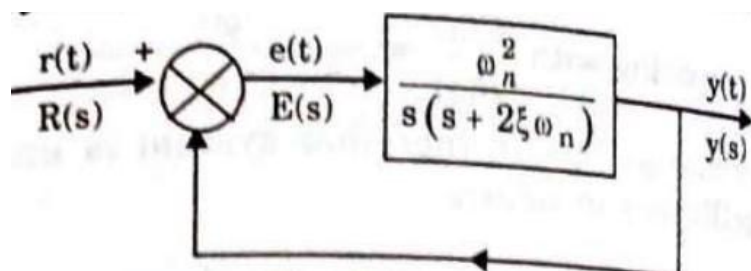 r(t)
+
e(t)
R(s)
E(s)
ω_n^2
s(s + 2ξω_n)
y(t)
y(s)